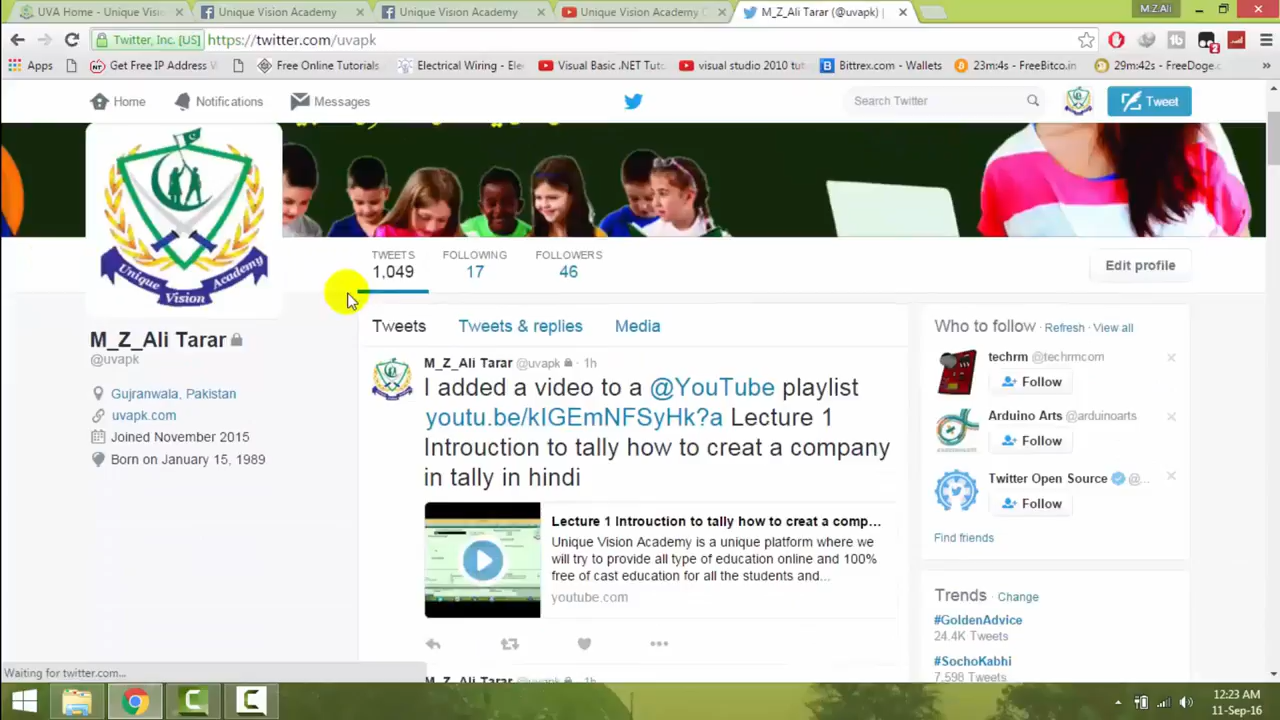 UVA Home - Unique Visi
Unique Vision Academy
Unique Vision Academy
Unique Vision Academy
M_Z_Ali Tarar (@uvapk) |
M.Z.Ali
Twitter, Inc. [US]
https://twitter.com/uvapk
Apps
Get Free IP Address
Free Online Tutorials
Electrical Wiring - Ele
Visual Basic .NET Tut
visual studio 2010 tut
Bittrex.com - Wallets
23m:4s - FreeBitco.in
29m:42s - FreeDoge.c
Home
Notifications
Messages
Search Twitter
Tweet
Unique Vision Academy
TWEETS
FOLLOWING
FOLLOWERS
1,049
17
46
Edit profile
M_Z_Ali Tarar
@uvapk
Gujranwala, Pakistan
uvapk.com
Joined November 2015
Born on January 15, 1989
Tweets
Tweets & replies
Media
M_Z_Ali Tarar @uvapk · 1h
I added a video to a @YouTube playlist
youtu.be/kIGEmNFSyHk?a Lecture 1
Introuction to tally how to creat a company
in tally in hindi
Lecture 1 Introuction to tally how to creat a comp...
Unique Vision Academy is a unique platform where we
will try to provide all type of education online and 100%
free of cast education for all the students and...
youtube.com
M_Z_Ali Tarar @uvapk · 1h
Who to follow · Refresh · View all
techrm @techrmcom
Follow
Arduino Arts @arduinoarts
Follow
Twitter Open Source @...
Follow
Find friends
Trends · Change
#GoldenAdvice
24.4K Tweets
#SochoKabhi
7,598 Tweets
Waiting for twitter.com...
12:23 AM
11-Sep-16